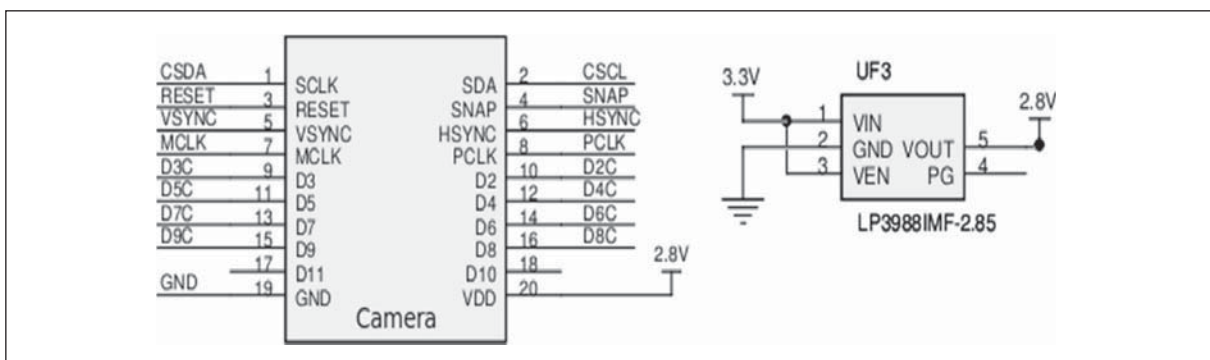 CSDA 1 SCLK SDA 2 CSCL
RESET 3 RESET SNAP 4 SNAP
VSYNC 5 VSYNC HSYNC 6 HSYNC
MCLK 7 MCLK PCLK 8 PCLK
D3C 9 D3 D2 10 D2C
D5C 11 D5 D4 12 D4C
D7C 13 D7 D6 14 D6C
D9C 15 D9 D8 16 D8C
17 D11 D10 18
GND 19 GND VDD 20 2.8V
Camera
UF3
3.3V 2.8V
1 VIN
2 GND VOUT 5
3 VEN PG 4
LP3988IMF-2.85